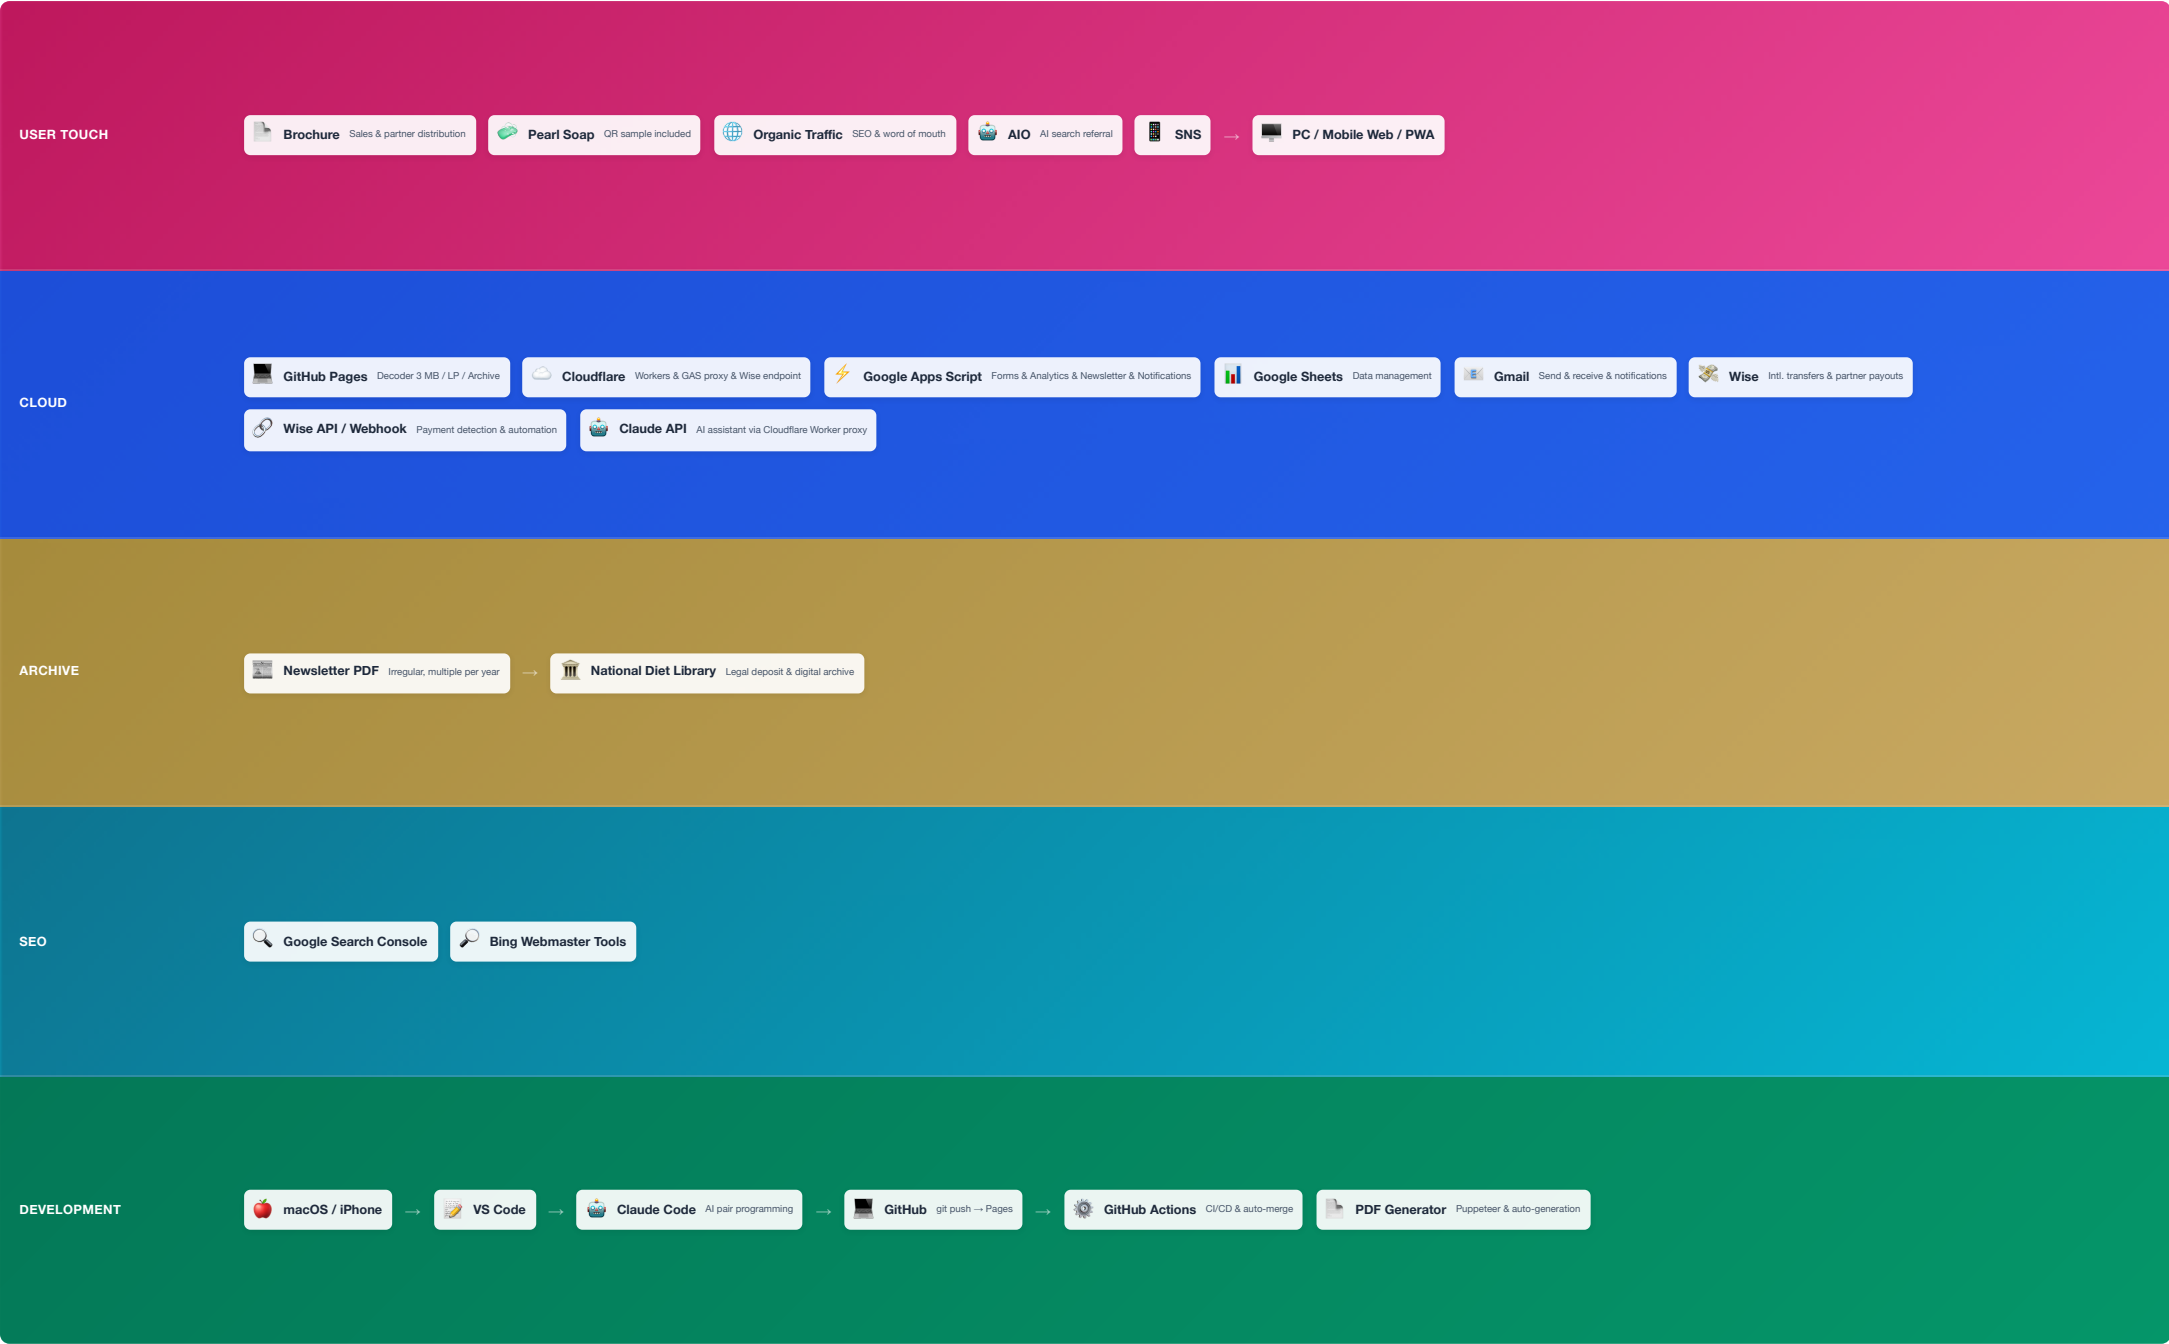 USER TOUCH
Brochure Sales & partner distribution
Pearl Soap QR sample included
Organic Traffic SEO & word of mouth
AIO AI search referral
SNS
→
PC / Mobile Web / PWA
CLOUD
GitHub Pages Decoder 3 MB / LP / Archive
Cloudflare Workers & GAS proxy & Wise endpoint
Google Apps Script Forms & Analytics & Newsletter & Notifications
Google Sheets Data management
Gmail Send & receive & notifications
Wise Intl. transfers & partner payouts
Wise API / Webhook Payment detection & automation
Claude API AI assistant via Cloudflare Worker proxy
ARCHIVE
Newsletter PDF Irregular, multiple per year
→
National Diet Library Legal deposit & digital archive
SEO
Google Search Console
Bing Webmaster Tools
DEVELOPMENT
macOS / iPhone
→
VS Code
→
Claude Code AI pair programming
→
GitHub git push → Pages
→
GitHub Actions CI/CD & auto-merge
PDF Generator Puppeteer & auto-generation